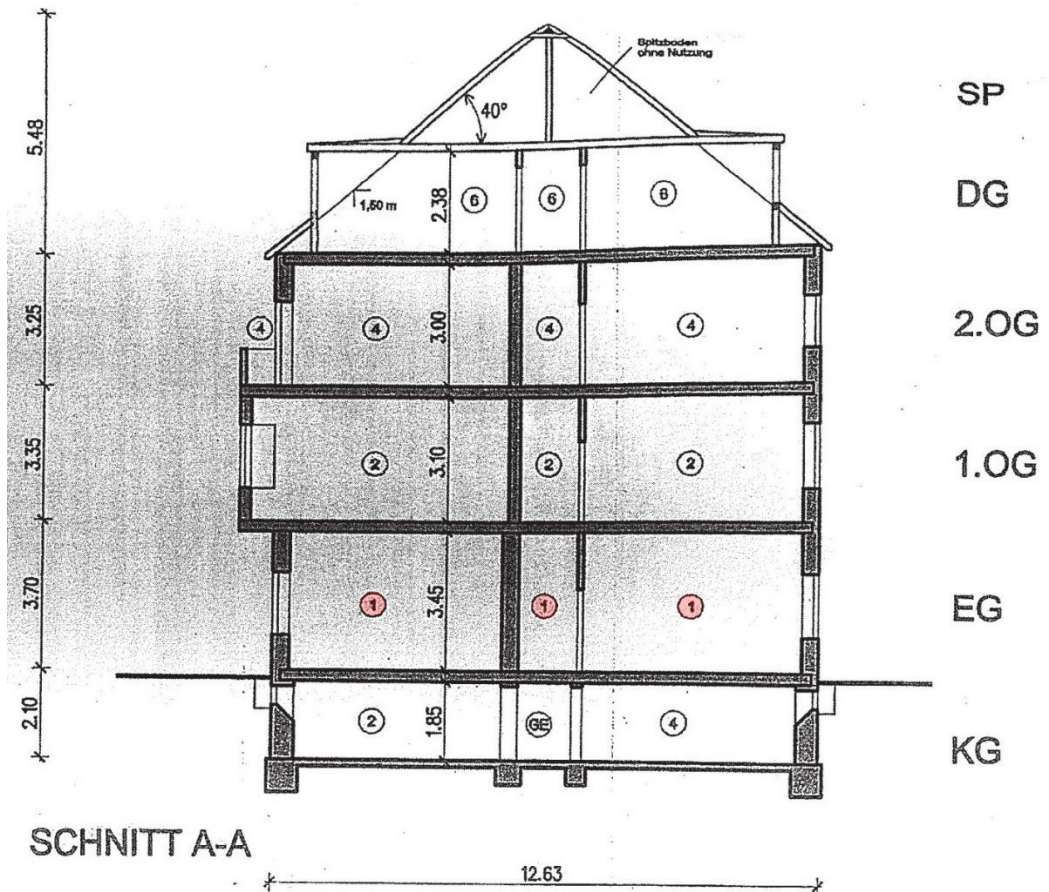 Spitzboden
ohne Nutzung
SP
5.48
40°
DG
1,50 m
2.38
6
6
6
2.OG
3.25
4
4
3.00
4
4
1.OG
3.35
2
3.10
2
2
EG
3.70
1
3.45
1
1
KG
2.10
2
1.85
GE
4
SCHNITT A-A
12.63